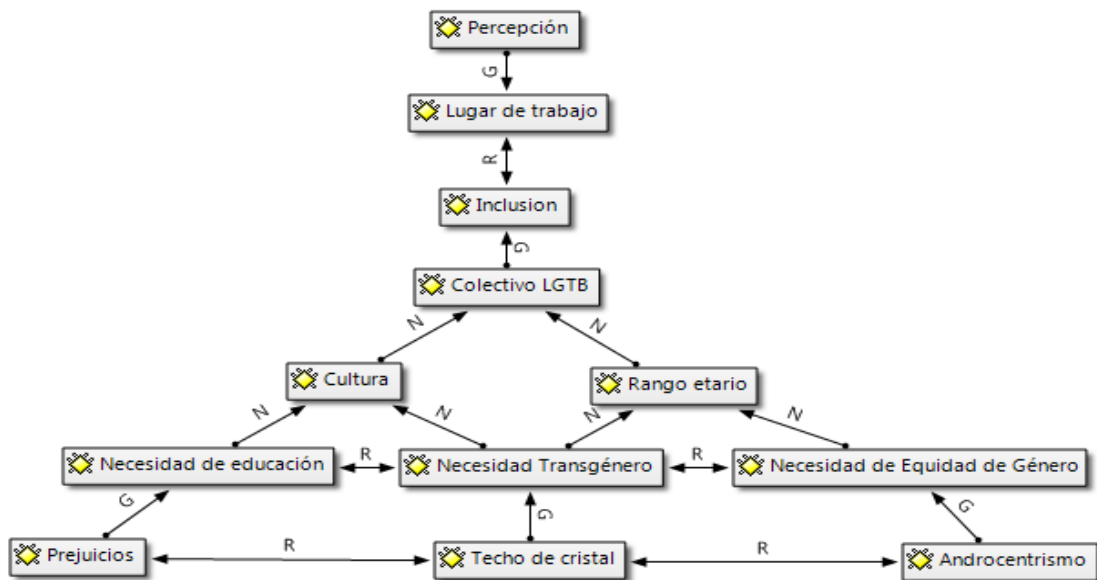 Percepción
G
Lugar de trabajo
R
Inclusion
G
Colectivo LGTB
N
N
Cultura
Rango etario
N
N
N
N
Necesidad de educación
R
Necesidad Transgénero
R
Necesidad de Equidad de Género
G
G
G
Prejuicios
R
Techo de cristal
R
Androcentrismo